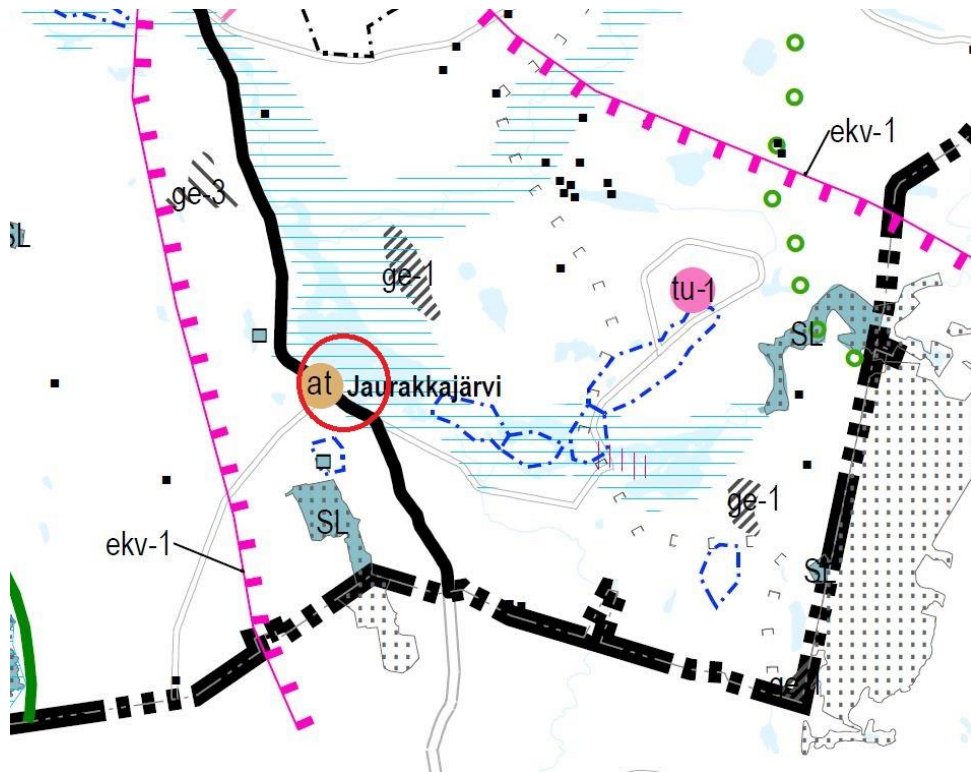 ekv-1
ge-3
SL
ge-1
tu-1
SL
at
Jaurakkajärvi
ge-1
SL
ekv-1
SL